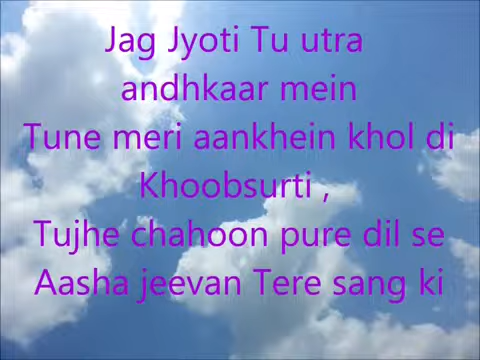 Jag Jyoti Tu utra
andhkaar mein
Tune meri aankhein khol di
Khoobsurti ,
Tujhe chahoon pure dil se
Aasha jeevan Tere sang ki